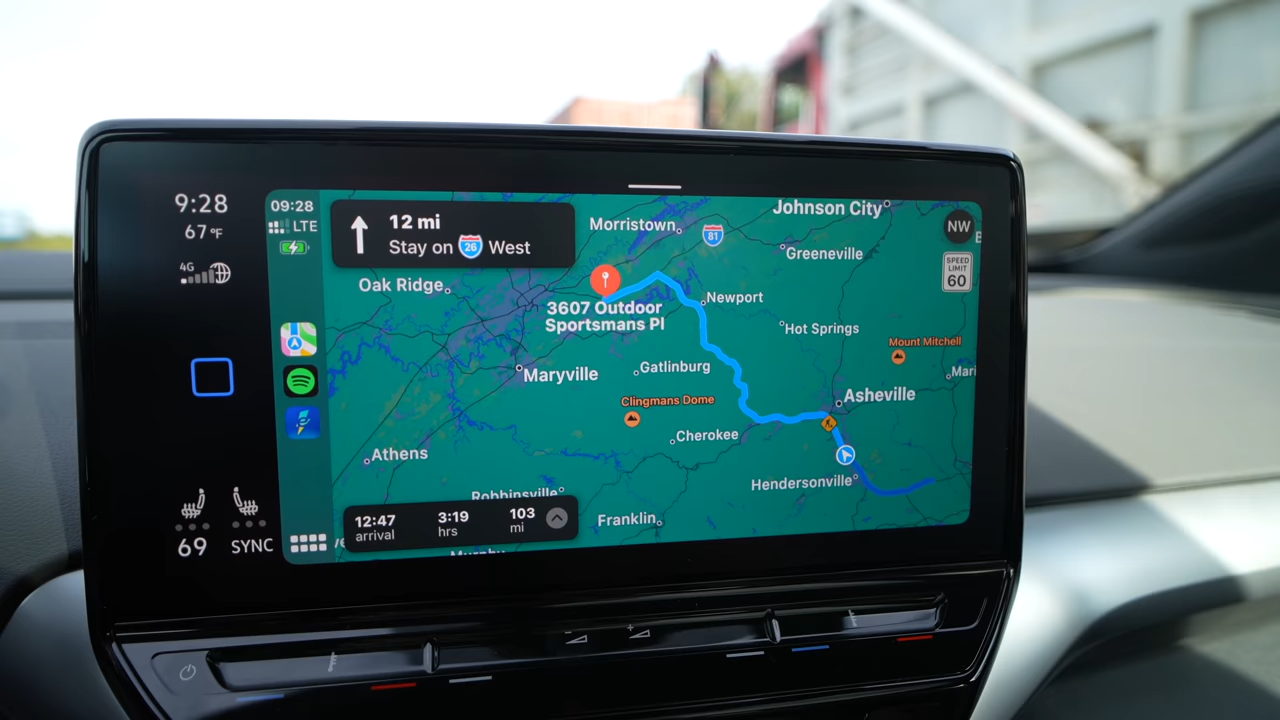 9:28
67°F
4G
69
SYNC
09:28
LTE
12 mi
Stay on 26 West
Morristown
81
Johnson City
NW
Greeneville
SPEED
LIMIT
60
Oak Ridge
3607 Outdoor
Sportsmans Pl
Newport
Hot Springs
Mount Mitchell
Maryville
Gatlinburg
Mari
Clingmans Dome
Asheville
Cherokee
Athens
Hendersonville
Robbinsville
12:47
arrival
3:19
hrs
103
mi
Franklin
Murphy